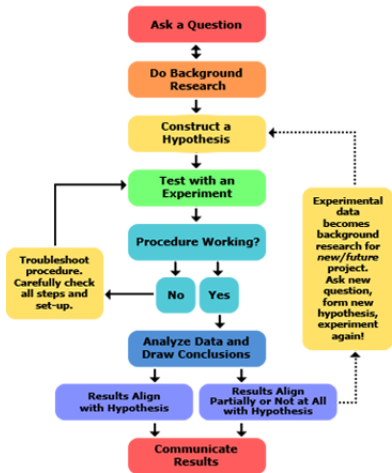 Ask a Question
Do Background
Research
Construct a
Hypothesis
Test with an
Experiment
Procedure Working?
Troubleshoot
procedure.
Carefully check
all steps and
set-up.
No
Yes
Experimental
data
becomes
background
research for
new/future
project.
Ask new
question,
form new
hypothesis,
experiment
again!
Analyze Data and
Draw Conclusions
Results Align
with Hypothesis
Results Align
Partially or Not at All
with Hypothesis
Communicate
Results